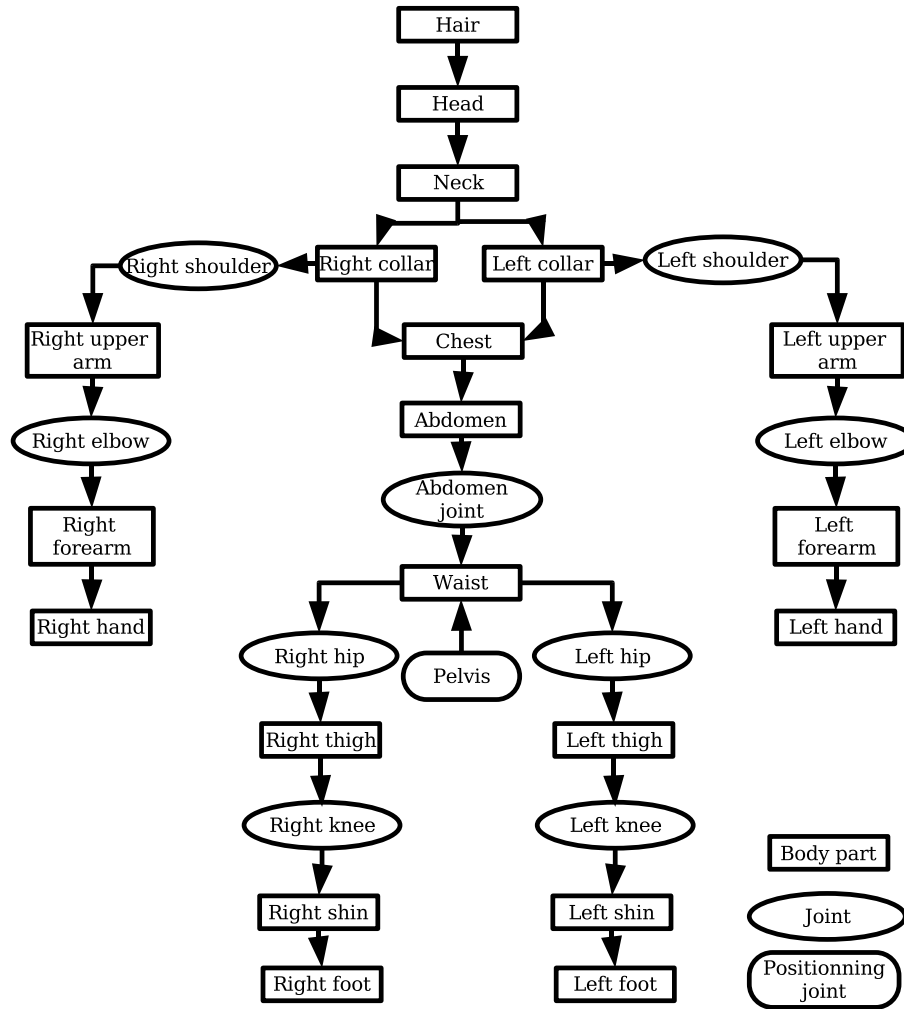 Hair
Head
Neck
Right shoulder
Right collar
Left collar
Left shoulder
Right upper
arm
Chest
Left upper
arm
Abdomen
Right elbow
Left elbow
Abdomen
joint
Right
forearm
Left
forearm
Waist
Right hand
Left hand
Right hip
Pelvis
Left hip
Right thigh
Left thigh
Right knee
Left knee
Body part
Right shin
Left shin
Joint
Right foot
Left foot
Positionning
joint